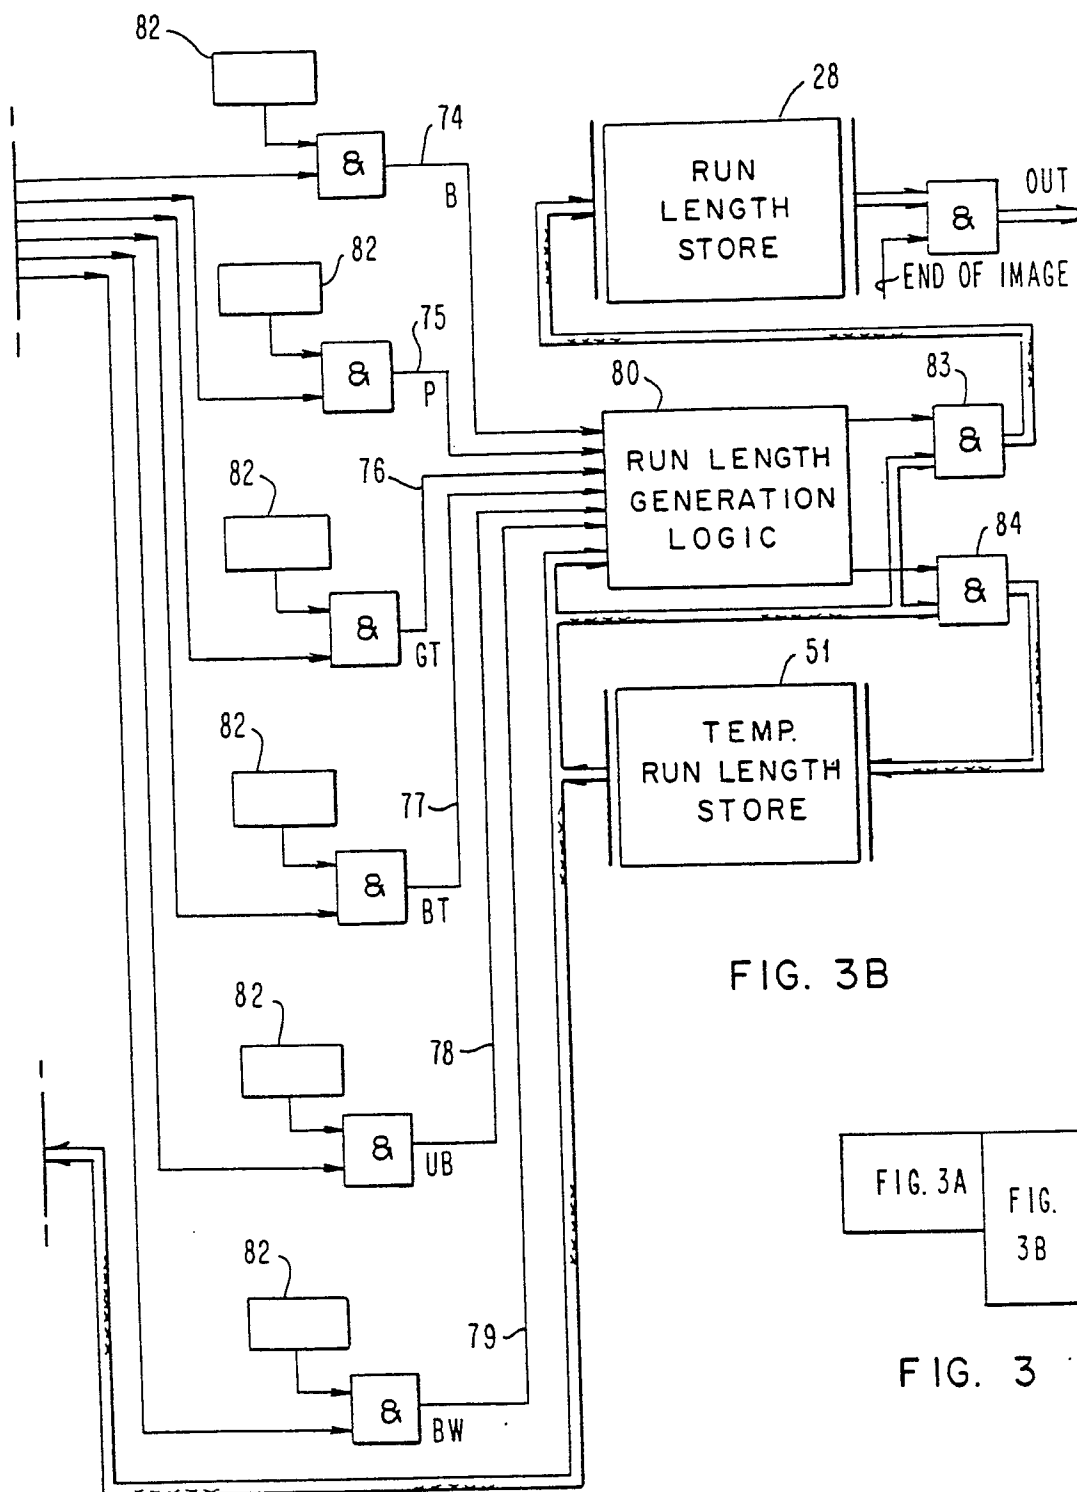 82
74
&
B
28
RUN
LENGTH
STORE
&
OUT
END OF IMAGE
82
75
&
P
80
RUN LENGTH
GENERATION
LOGIC
83
&
84
&
82
76
&
GT
51
TEMP.
RUN LENGTH
STORE
82
77
&
BT
FIG. 3B
82
78
&
UB
FIG. 3A
FIG.
3B
82
79
&
BW
FIG. 3